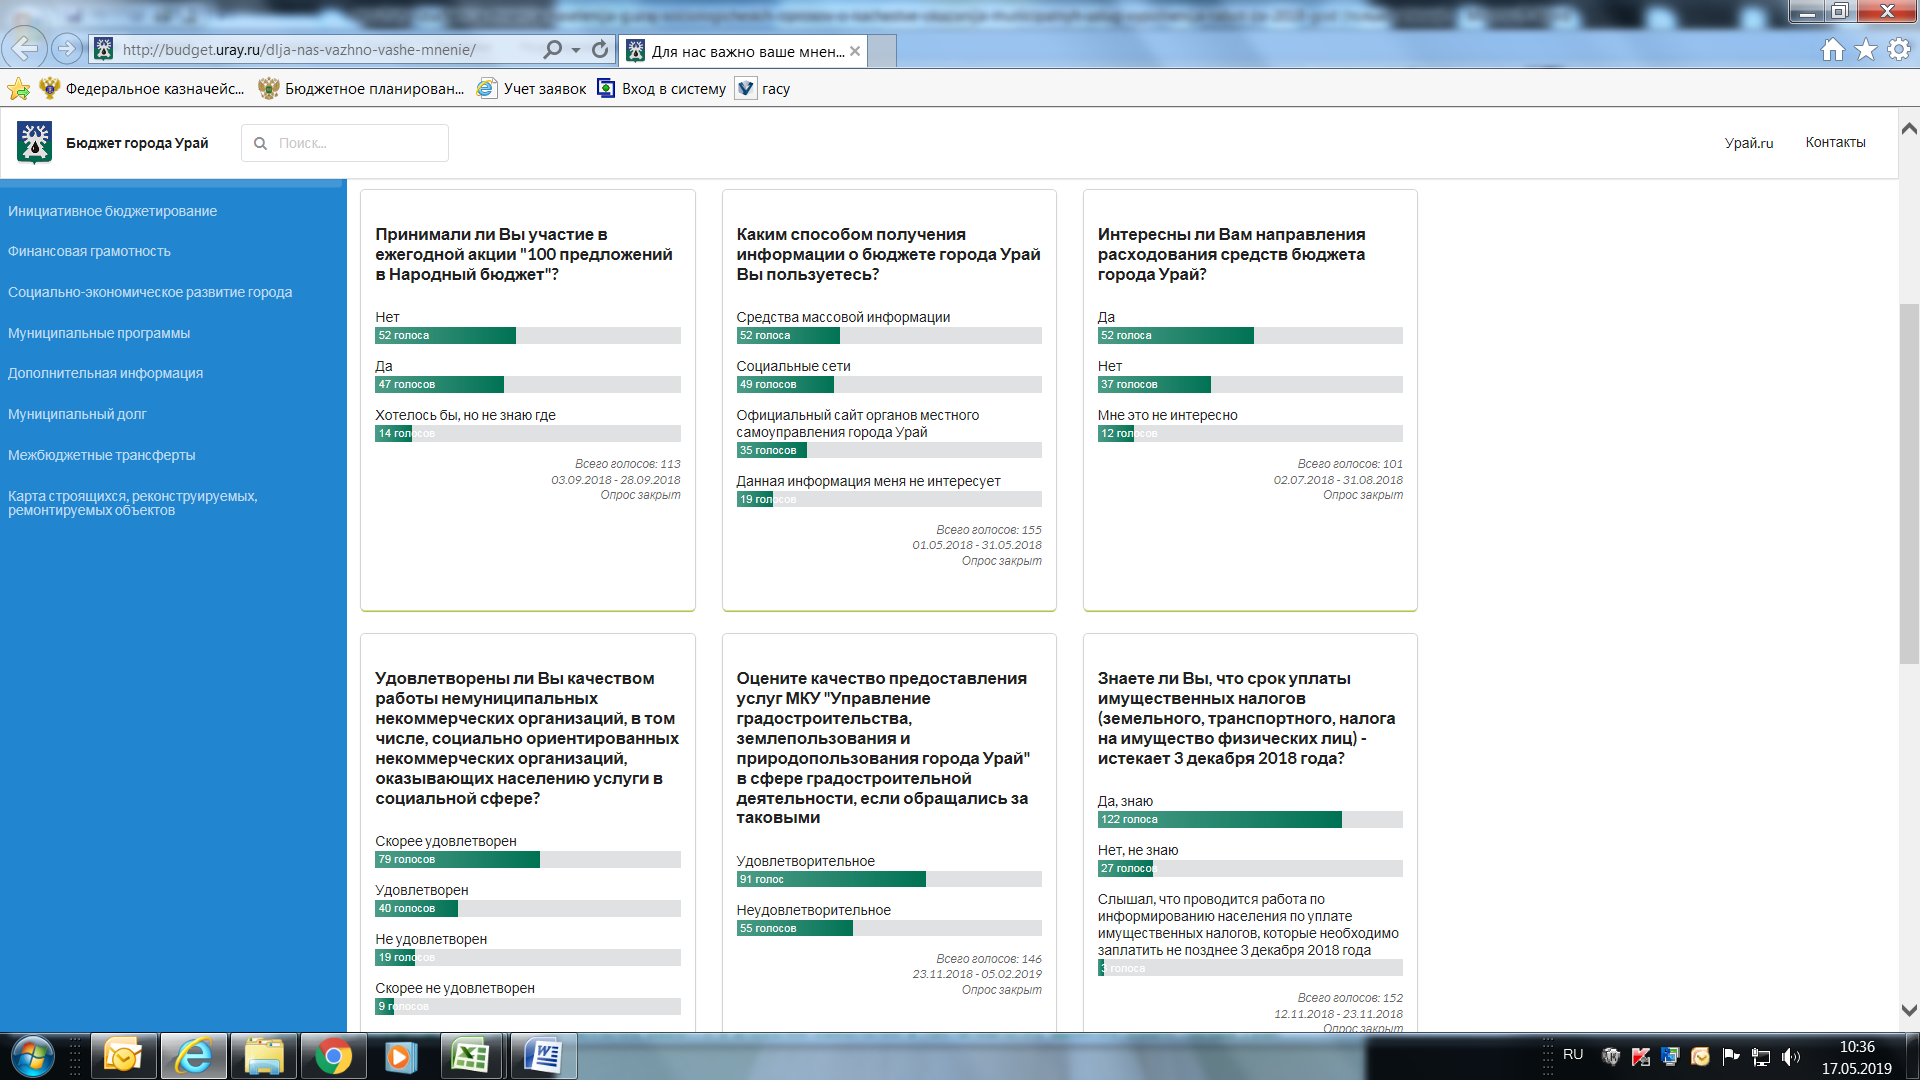 http://budget.uray.ru/dlja-nas-vazhno-vashe-mnenie/
Для нас важно ваше мнен...
Федеральное казначейс...
Бюджетное планирован...
Учет заявок
Вход в систему
гасу
Бюджет города Урай
Поиск...
Урай.ru
Контакты
Инициативное бюджетирование
Финансовая грамотность
Социально-экономическое развитие города
Муниципальные программы
Дополнительная информация
Муниципальный долг
Межбюджетные трансферты
Карта строящихся, реконструируемых,
ремонтируемых объектов
Принимали ли Вы участие в
ежегодной акции "100 предложений
в Народный бюджет"?
Нет
52 голоса
Да
47 голосов
Хотелось бы, но не знаю где
14 голосов
Всего голосов: 113
03.09.2018 - 28.09.2018
Опрос закрыт
Каким способом получения
информации о бюджете города Урай
Вы пользуетесь?
Средства массовой информации
52 голоса
Социальные сети
49 голосов
Официальный сайт органов местного
самоуправления города Урай
35 голосов
Данная информация меня не интересует
19 голосов
Всего голосов: 155
01.05.2018 - 31.05.2018
Опрос закрыт
Интересны ли Вам направления
расходования средств бюджета
города Урай?
Да
52 голоса
Нет
37 голосов
Мне это не интересно
12 голосов
Всего голосов: 101
02.07.2018 - 31.08.2018
Опрос закрыт
Удовлетворены ли Вы качеством
работы немуниципальных
некоммерческих организаций, в том
числе, социально ориентированных
некоммерческих организаций,
оказывающих населению услуги в
социальной сфере?
Скорее удовлетворен
79 голосов
Удовлетворен
40 голосов
Не удовлетворен
19 голосов
Скорее не удовлетворен
9 голосов
Оцените качество предоставления
услуг МКУ "Управление
градостроительства,
землепользования и
природопользования города Урай"
в сфере градостроительной
деятельности, если обращались за
таковыми
Удовлетворительное
91 голос
Неудовлетворительное
55 голосов
Всего голосов: 146
23.11.2018 - 05.02.2019
Опрос закрыт
Знаете ли Вы, что срок уплаты
имущественных налогов
(земельного, транспортного, налога
на имущество физических лиц) -
истекает 3 декабря 2018 года?
Да, знаю
122 голоса
Нет, не знаю
27 голосов
Слышал, что проводится работа по
информированию населения по уплате
имущественных налогов, которые необходимо
заплатить не позднее 3 декабря 2018 года
3 голоса
Всего голосов: 152
12.11.2018 - 23.11.2018
Опрос закрыт
RU
10:36
17.05.2019